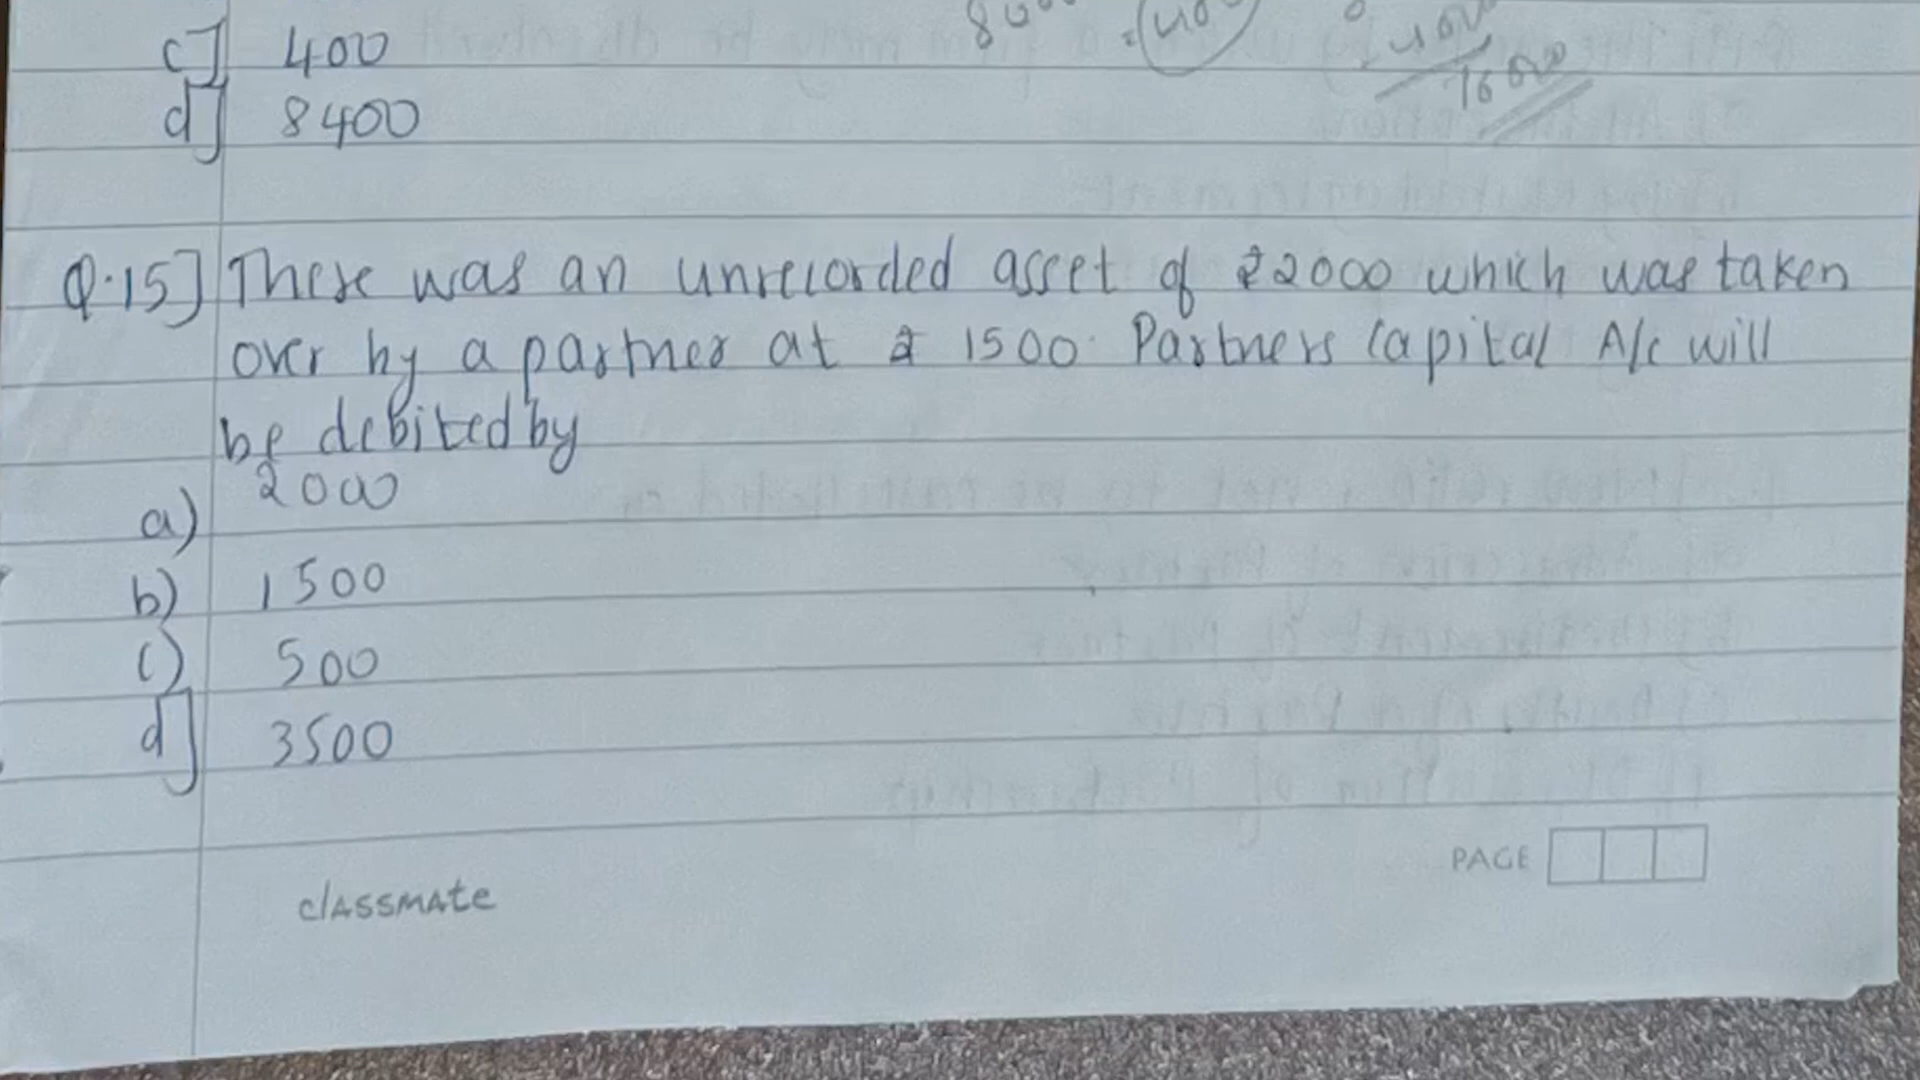 c] 400
d] 8400
1600
Q.15] There was an unrecorded asset of ₹2000 which was taken
over by a partner at ₹ 1500. Partners Capital A/c will
be debited by
a) 2000
b) 1500
c) 500
d] 3500
PAGE
classmate